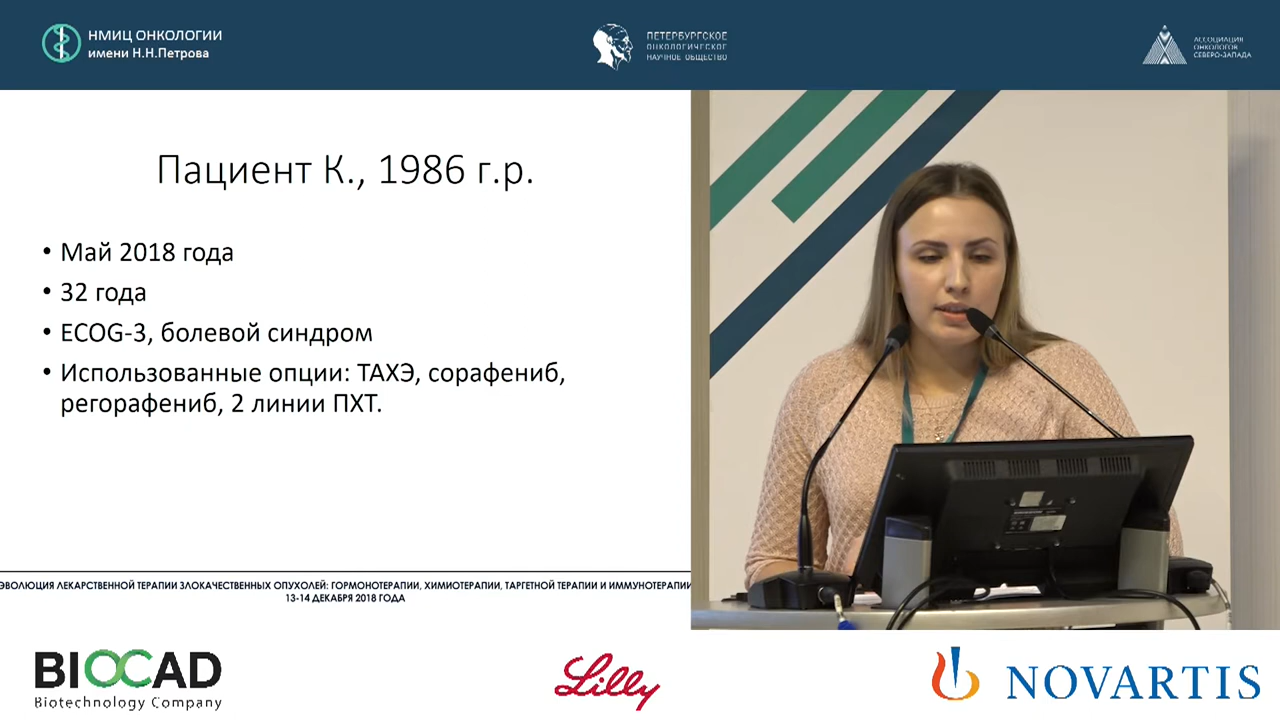 НМИЦ ОНКОЛОГИИ
имени Н.Н.Петрова
ПЕТЕРБУРГСКОЕ
ОНКОЛОГИЧЕСКОЕ
НАУЧНОЕ ОБЩЕСТВО
АССОЦИАЦИЯ
ОНКОЛОГОВ
СЕВЕРО-ЗАПАДА
Пациент К., 1986 г.р.
• Май 2018 года
• 32 года
• ECOG-3, болевой синдром
• Использованные опции: ТАХЭ, сорафениб,
регорафениб, 2 линии ПХТ.
ЭВОЛЮЦИЯ ЛЕКАРСТВЕННОЙ ТЕРАПИИ ЗЛОКАЧЕСТВЕННЫХ ОПУХОЛЕЙ: ГОРМОНОТЕРАПИИ, ХИМИОТЕРАПИИ, ТАРГЕТНОЙ ТЕРАПИИ И ИММУНОТЕРАПИИ
13-14 ДЕКАБРЯ 2018 ГОДА
BIOCAD
Biotechnology Company
Lilly
NOVARTIS